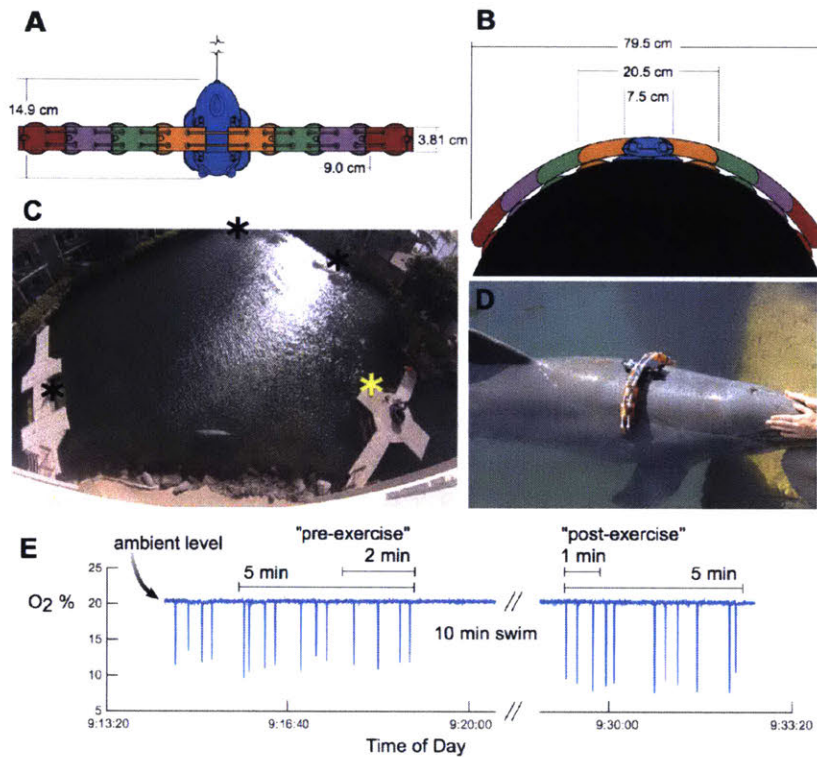 A
14.9 cm
3.81 cm
9.0 cm
B
79.5 cm
20.5 cm
7.5 cm
C
D
E
ambient level
"pre-exercise"
2 min
5 min
"post-exercise"
1 min
5 min
10 min swim
O2 %
25
20
15
10
5
9:13:20
9:16:40
9:20:00
9:30:00
9:33:20
Time of Day